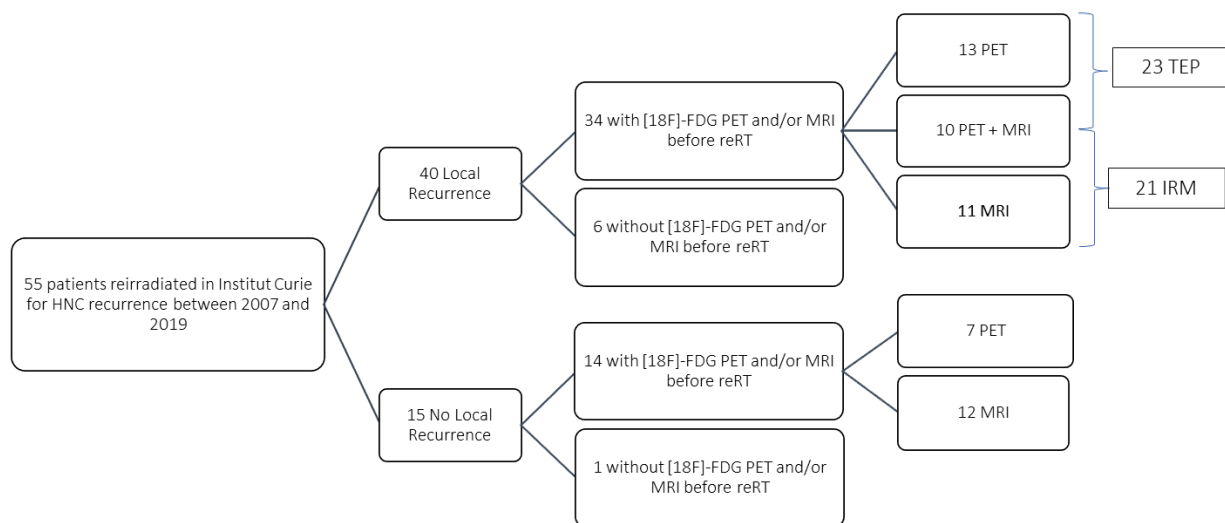 55 patients reirradiated in Institut Curie
for HNC recurrence between 2007 and
2019
40 Local
Recurrence
34 with [18F]-FDG PET and/or MRI
before reRT
13 PET
10 PET + MRI
11 MRI
23 TEP
21 IRM
6 without [18F]-FDG PET and/or
MRI before reRT
15 No Local
Recurrence
14 with [18F]-FDG PET and/or MRI
before reRT
7 PET
12 MRI
1 without [18F]-FDG PET and/or
MRI before reRT